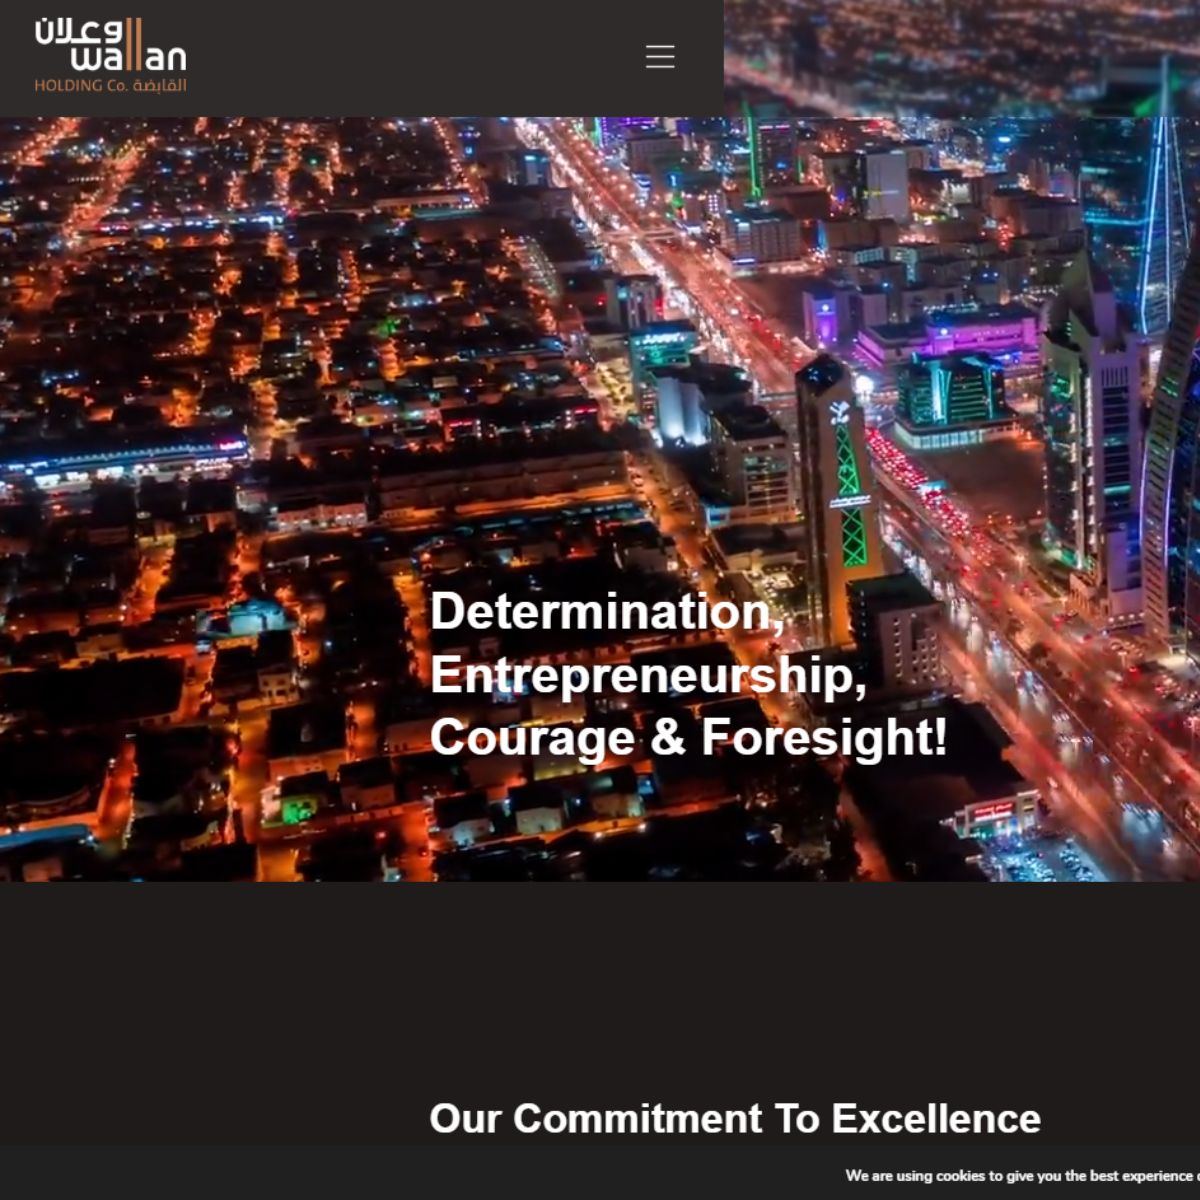 وعلان
wallan
HOLDING Co. القابضة
Determination,
Entrepreneurship,
Courage & Foresight!
Our Commitment To Excellence
We are using cookies to give you the best experience